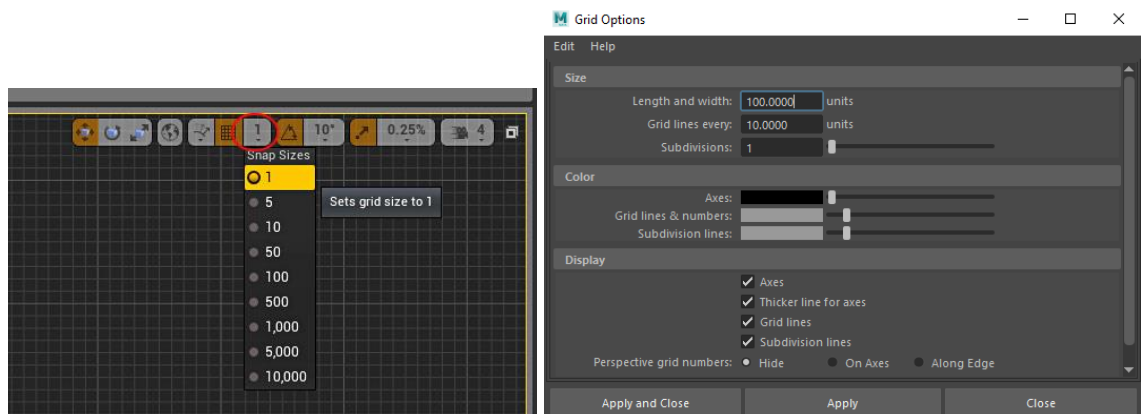 1 10° 0.25% 4
Snap Sizes
1
Sets grid size to 1
5
10
50
100
500
1,000
5,000
10,000
Grid Options
Edit Help
Size
Length and width: 100.0000 units
Grid lines every: 10.0000 units
Subdivisions: 1
Color
Axes:
Grid lines & numbers:
Subdivision lines:
Display
Axes
Thicker line for axes
Grid lines
Subdivision lines
Perspective grid numbers: Hide On Axes Along Edge
Apply and Close Apply Close